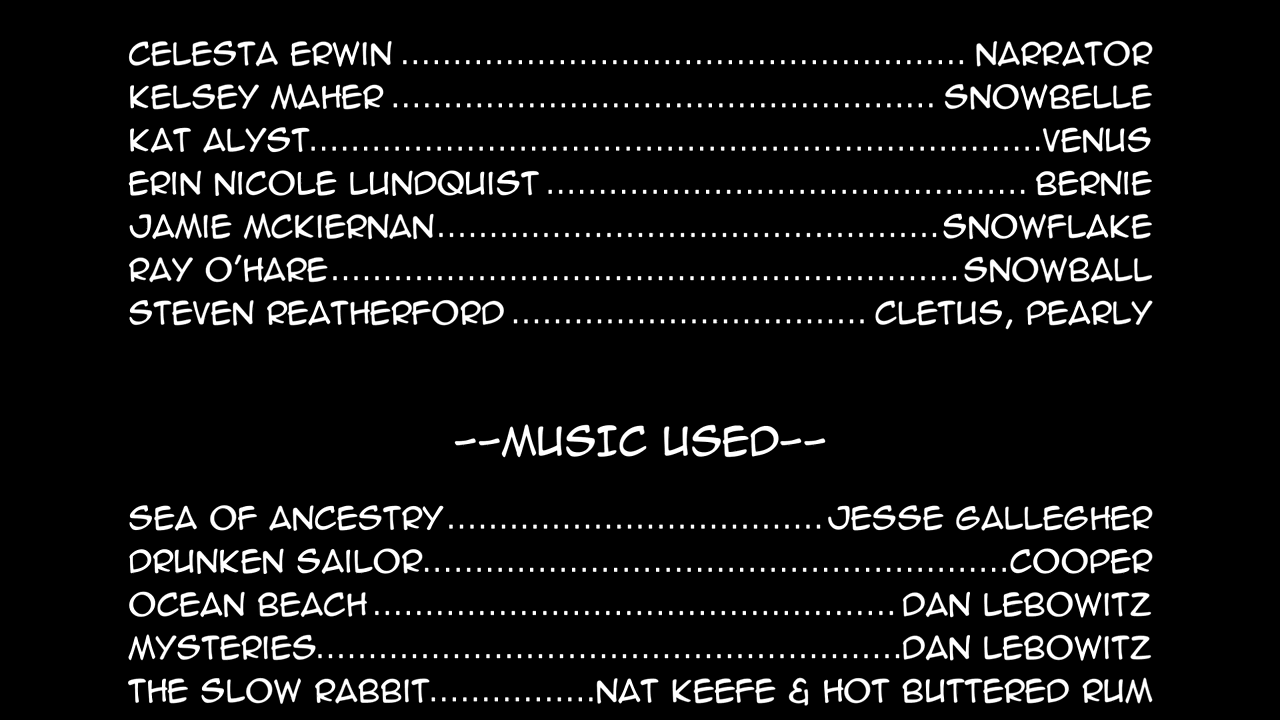 CELESTA ERWIN ...................................................... NARRATOR
KELSEY MAHER .................................................... SNOWBELLE
KAT ALYST......................................................................VENUS
ERIN NICOLE LUNDQUIST .............................................. BERNIE
JAMIE MCKIERNAN................................................SNOWFLAKE
RAY O'HARE............................................................SNOWBALL
STEVEN REATHERFORD .................................. CLETUS, PEARLY
--MUSIC USED--
SEA OF ANCESTRY....................................JESSE GALLEGHER
DRUNKEN SAILOR........................................................COOPER
OCEAN BEACH .................................................. DAN LEBOWITZ
MYSTERIES........................................................DAN LEBOWITZ
THE SLOW RABBIT................NAT KEEFE & HOT BUTTERED RUM